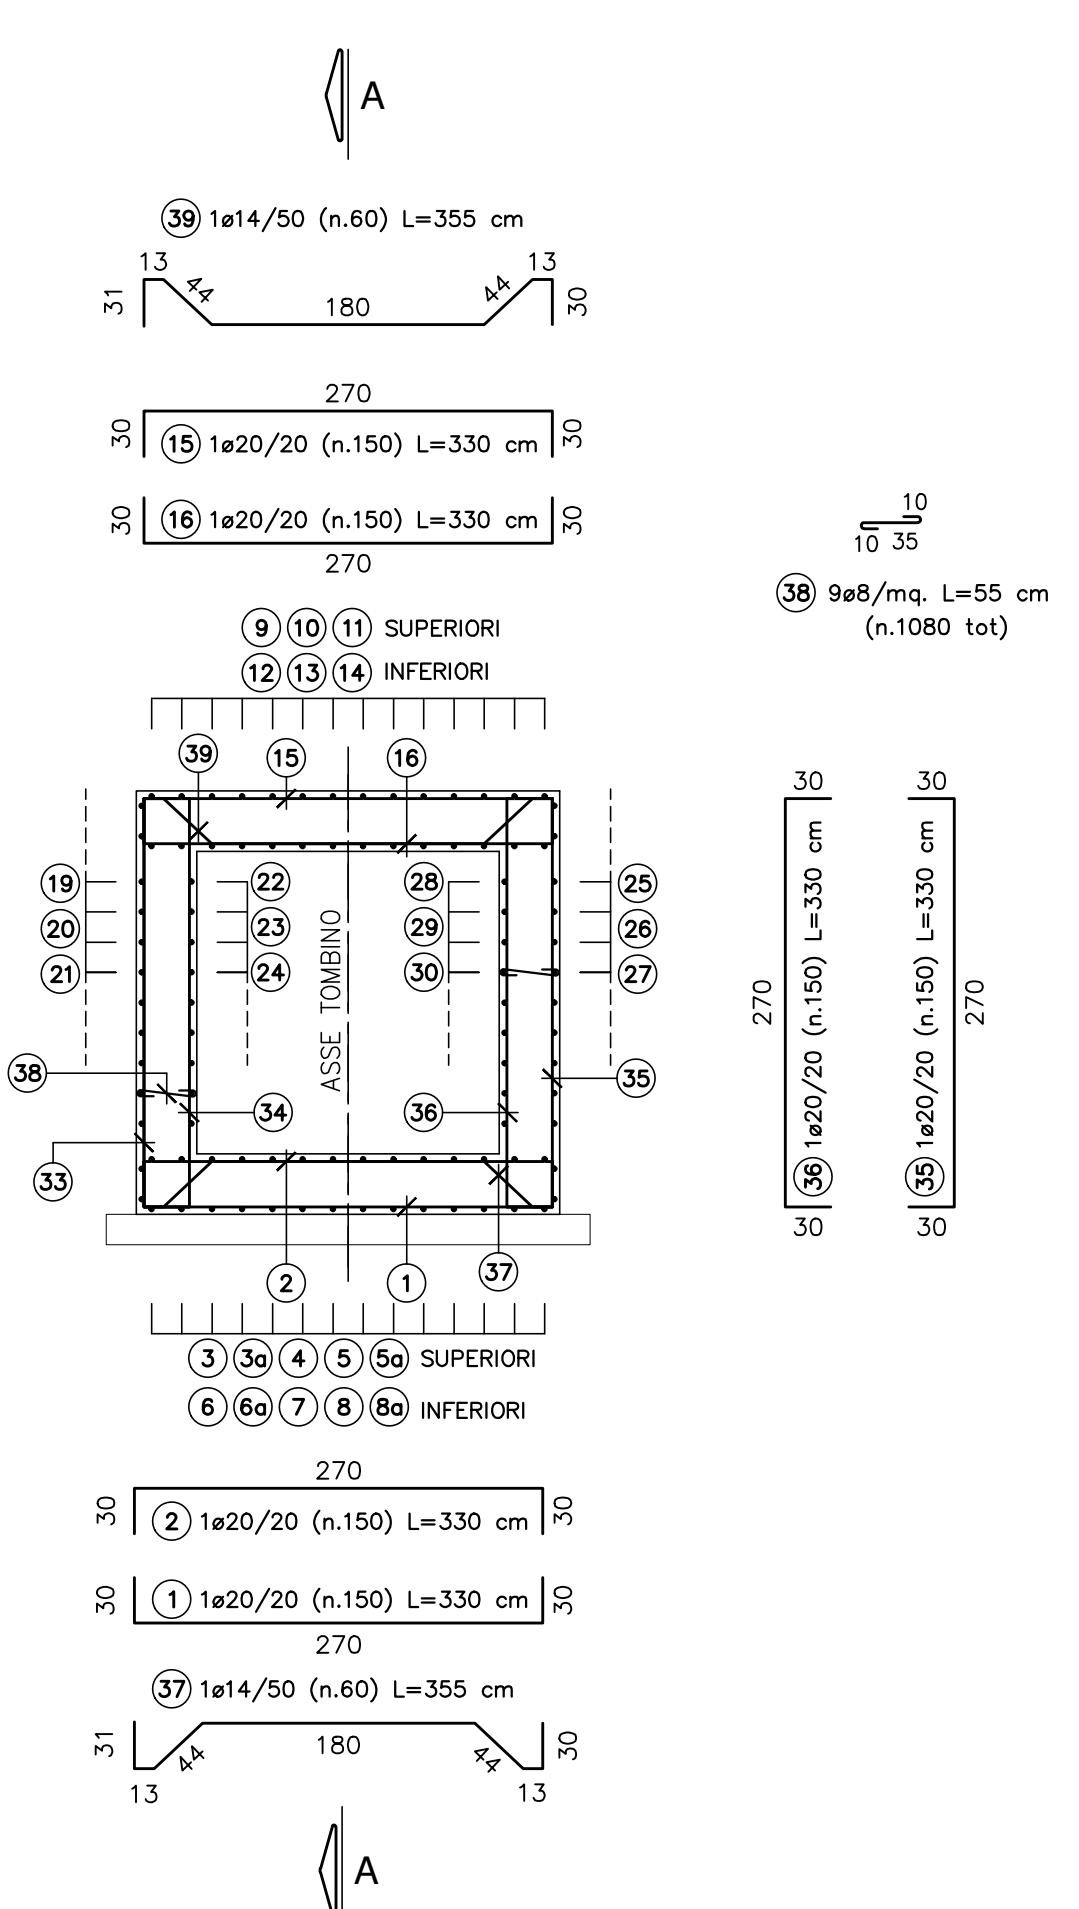 A
39 1ø14/50 (n.60) L=355 cm
13 13
31 44 180 44 30
270
30 15 1ø20/20 (n.150) L=330 cm 30
30 16 1ø20/20 (n.150) L=330 cm 30
270
10
10 35
38 9ø8/mq. L=55 cm
(n.1080 tot)
9 10 11 SUPERIORI
12 13 14 INFERIORI
39 15 16
19 22 28 25
20 23 29 26
21 24 30 27
ASSE TOMBINO
38 35
34 36
33
2 1 37
30 30
270 36 1ø20/20 (n.150) L=330 cm
35 1ø20/20 (n.150) L=330 cm 270
30 30
3 3a 4 5 5a SUPERIORI
6 6a 7 8 8a INFERIORI
270
30 2 1ø20/20 (n.150) L=330 cm 30
30 1 1ø20/20 (n.150) L=330 cm 30
270
37 1ø14/50 (n.60) L=355 cm
31 44 180 44 30
13 13
A